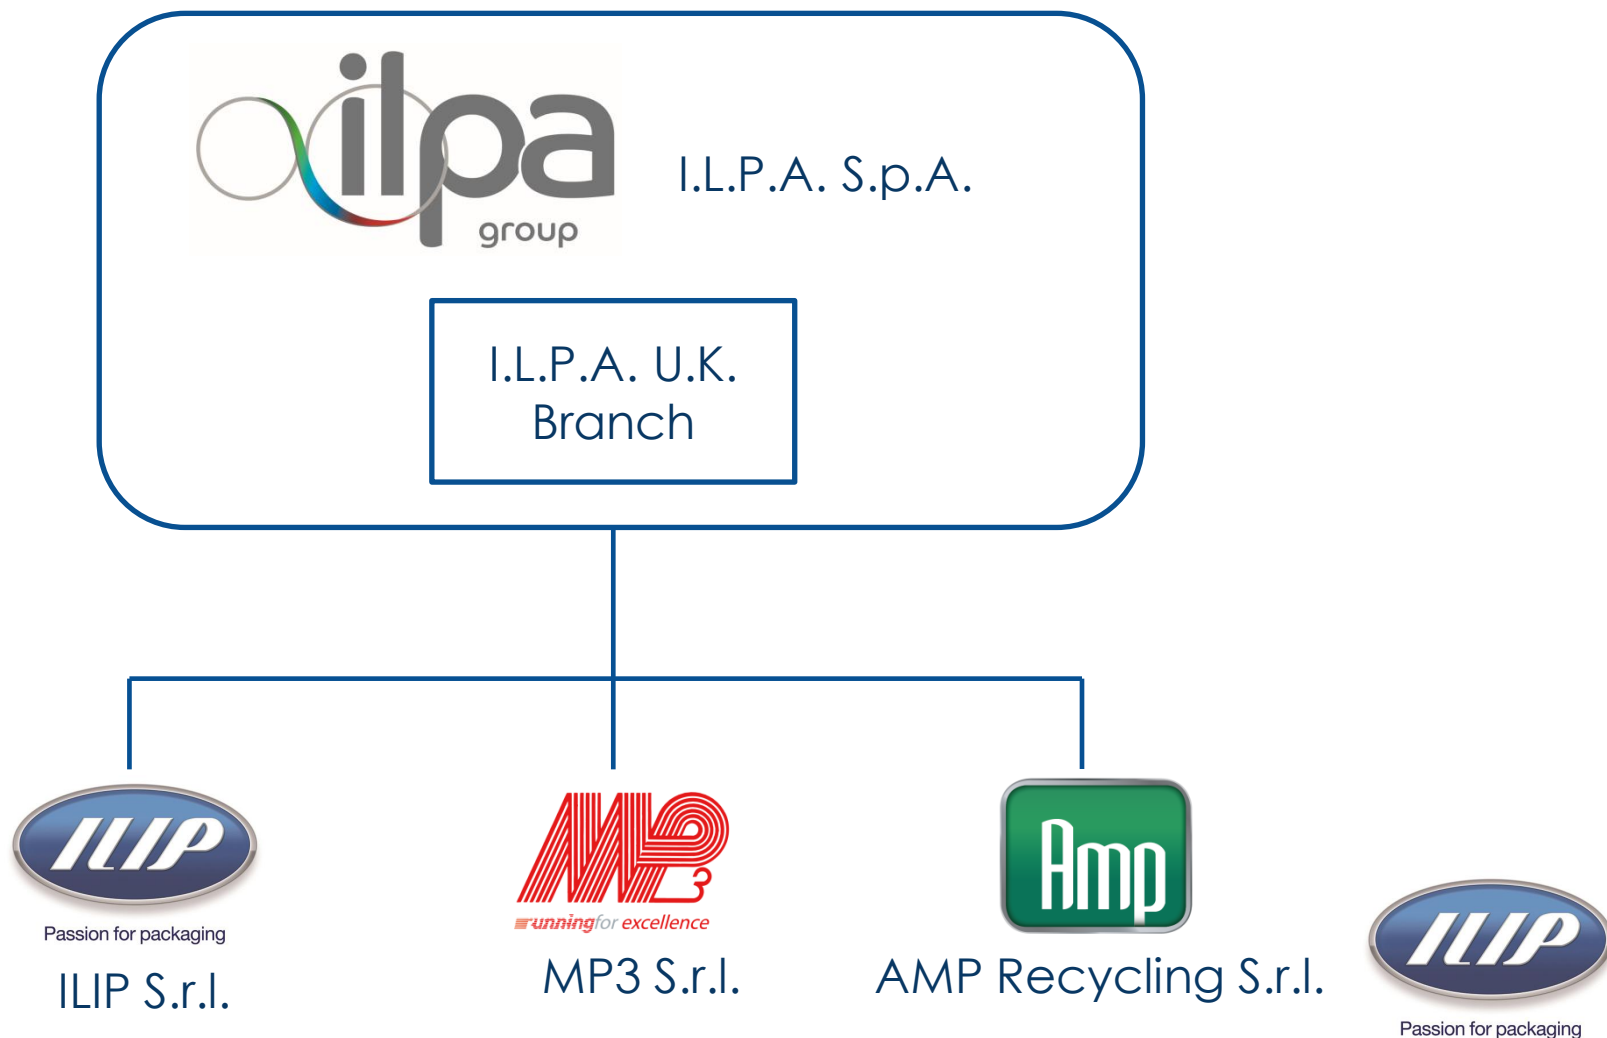 ilpa
group
I.L.P.A. S.p.A.
I.L.P.A. U.K.
Branch
ILIP
Passion for packaging
ILIP S.r.l.
MP3
running for excellence
MP3 S.r.l.
Amp
AMP Recycling S.r.l.
ILIP
Passion for packaging